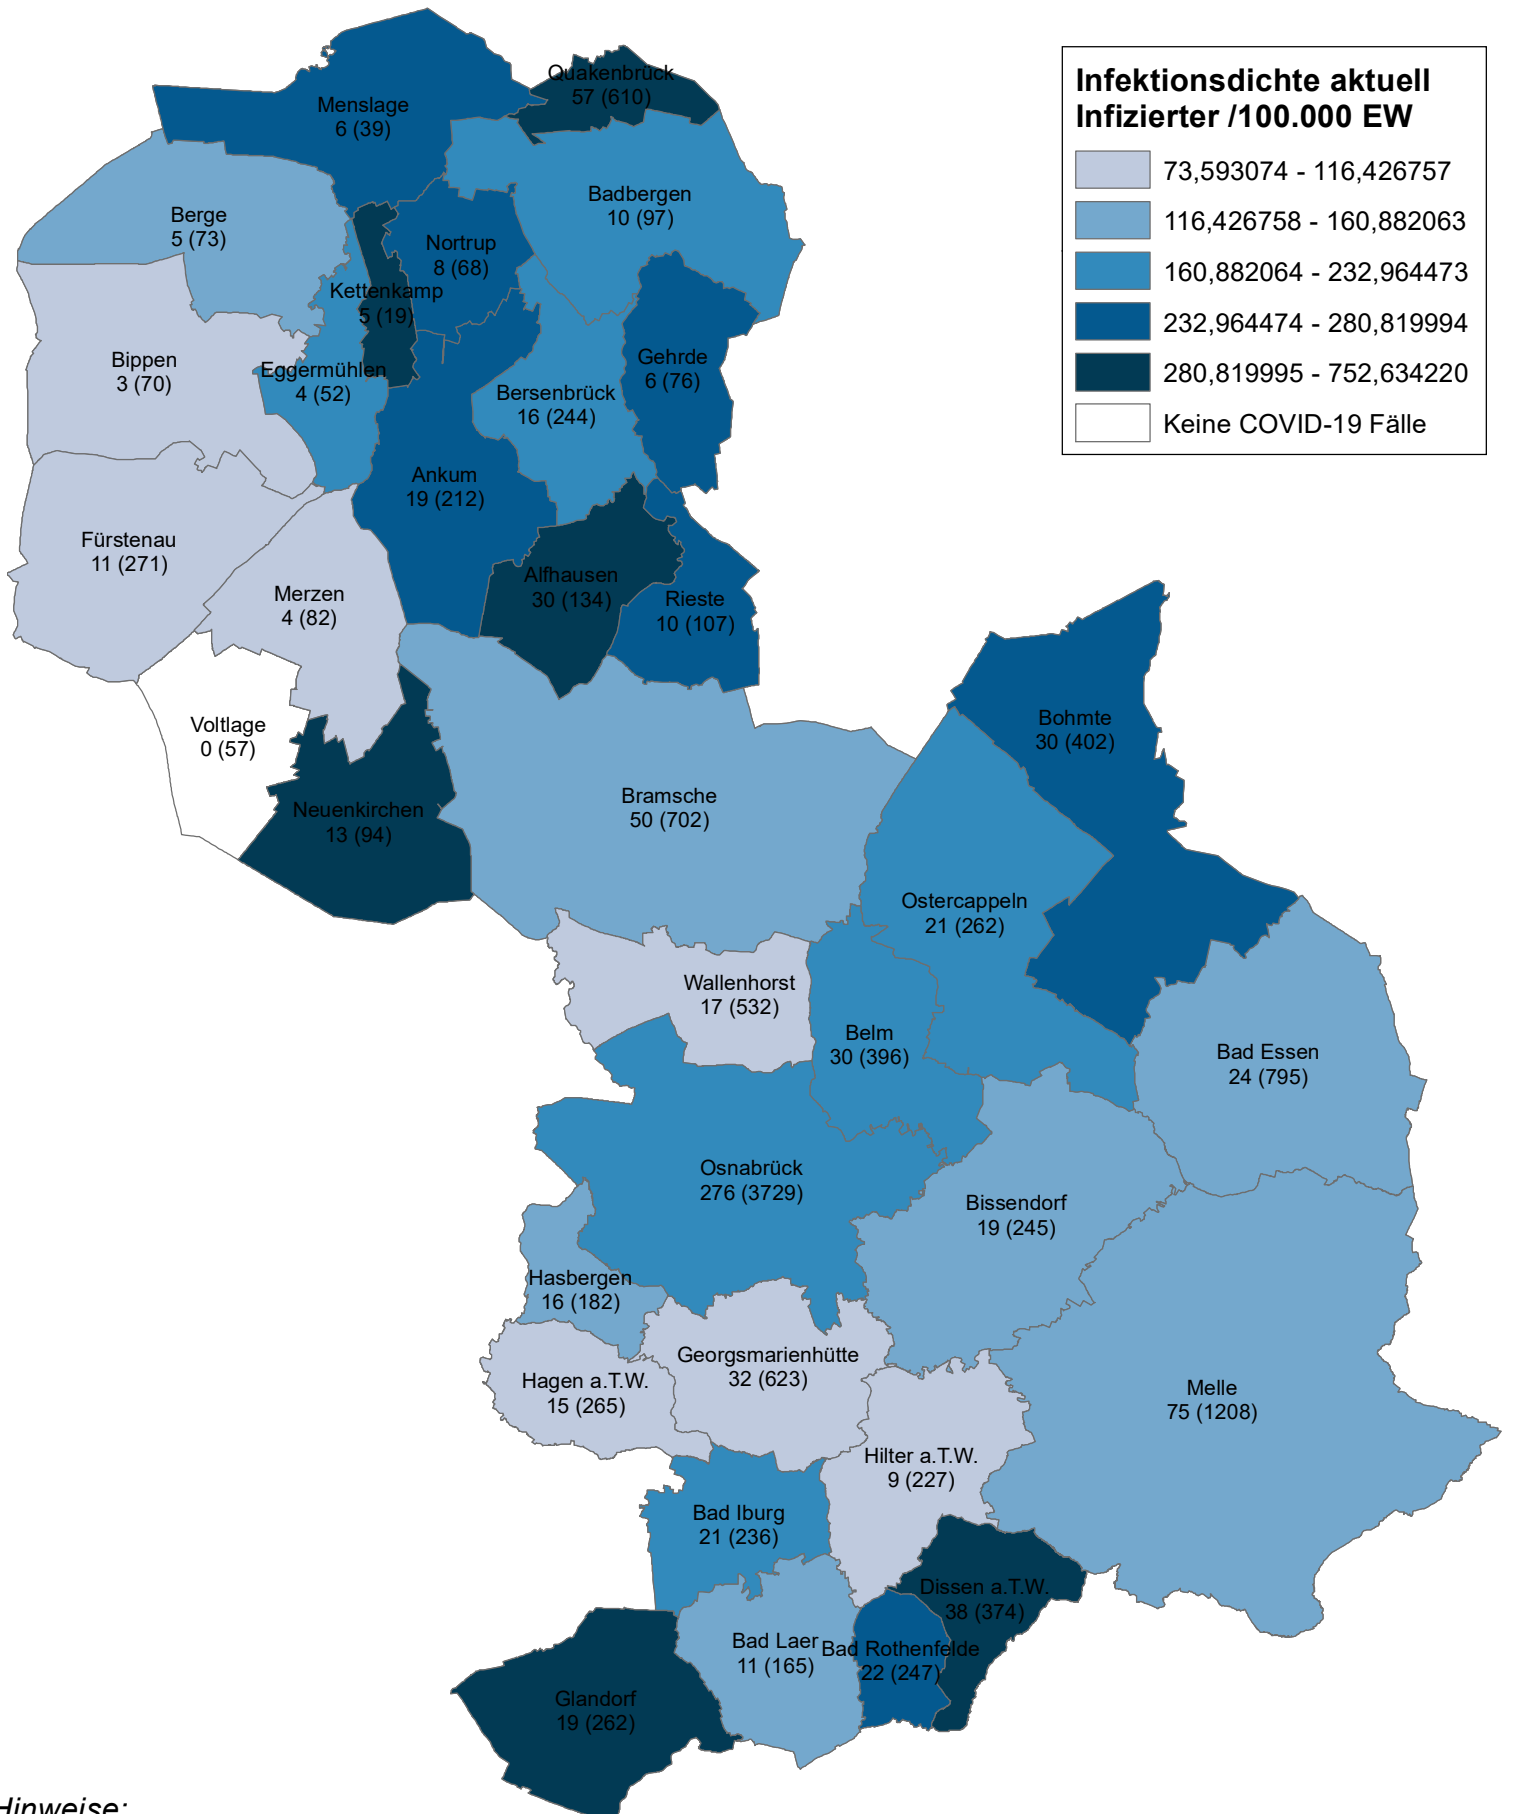 Infektionsdichte aktuell
Infizierter /100.000 EW
73,593074 - 116,426757
116,426758 - 160,882063
160,882064 - 232,964473
232,964474 - 280,819994
280,819995 - 752,634220
Keine COVID-19 Fälle
Quakenbrück
57 (610)
Menslage
6 (39)
Badbergen
10 (97)
Berge
5 (73)
Nortrup
8 (68)
Kettenkamp
5 (19)
Gehrde
6 (76)
Bippen
3 (70)
Eggermühlen
4 (52)
Bersenbrück
16 (244)
Ankum
19 (212)
Fürstenau
11 (271)
Alfhausen
30 (134)
Merzen
4 (82)
Rieste
10 (107)
Bohmte
30 (402)
Voltlage
0 (57)
Bramsche
50 (702)
Neuenkirchen
13 (94)
Ostercappeln
21 (262)
Wallenhorst
17 (532)
Belm
30 (396)
Bad Essen
24 (795)
Osnabrück
276 (3729)
Bissendorf
19 (245)
Hasbergen
16 (182)
Georgsmarienhütte
32 (623)
Hagen a.T.W.
15 (265)
Melle
75 (1208)
Hilter a.T.W.
9 (227)
Bad Iburg
21 (236)
Dissen a.T.W.
38 (374)
Bad Laer
11 (165)
Bad Rothenfelde
22 (247)
Glandorf
19 (262)
Hinweise: